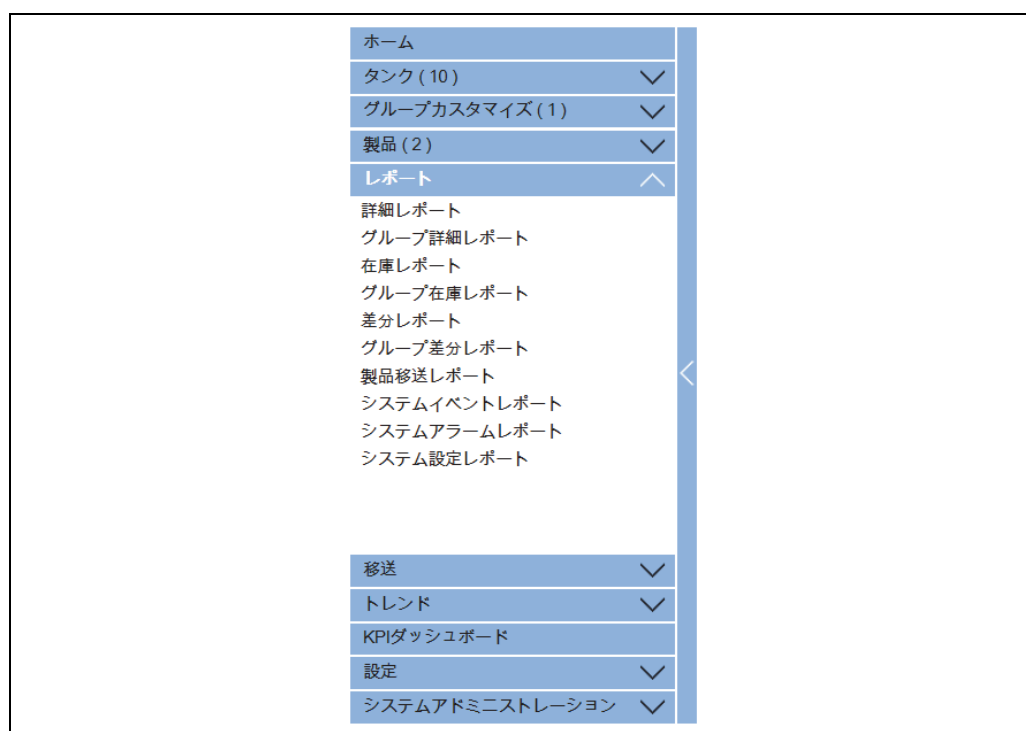 ホーム
タンク ( 10 )
グループカスタマイズ ( 1 )
製品 ( 2 )
レポート
詳細レポート
グループ詳細レポート
在庫レポート
グループ在庫レポート
差分レポート
グループ差分レポート
製品移送レポート
システムイベントレポート
システムアラームレポート
システム設定レポート
移送
トレンド
KPIダッシュボード
設定
システムアドミニストレーション